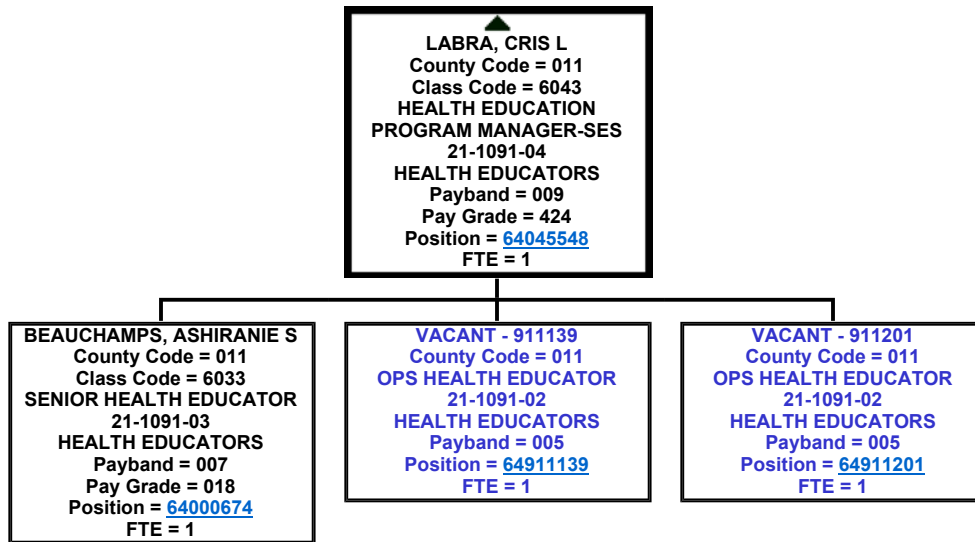 LABRA, CRIS L
County Code = 011
Class Code = 6043
HEALTH EDUCATION
PROGRAM MANAGER-SES
21-1091-04
HEALTH EDUCATORS
Payband = 009
Pay Grade = 424
Position = 64045548
FTE = 1
BEAUCHAMPS, ASHIRANIE S
County Code = 011
Class Code = 6033
SENIOR HEALTH EDUCATOR
21-1091-03
HEALTH EDUCATORS
Payband = 007
Pay Grade = 018
Position = 64000674
FTE = 1
VACANT - 911139
County Code = 011
OPS HEALTH EDUCATOR
21-1091-02
HEALTH EDUCATORS
Payband = 005
Position = 64911139
FTE = 1
VACANT - 911201
County Code = 011
OPS HEALTH EDUCATOR
21-1091-02
HEALTH EDUCATORS
Payband = 005
Position = 64911201
FTE = 1